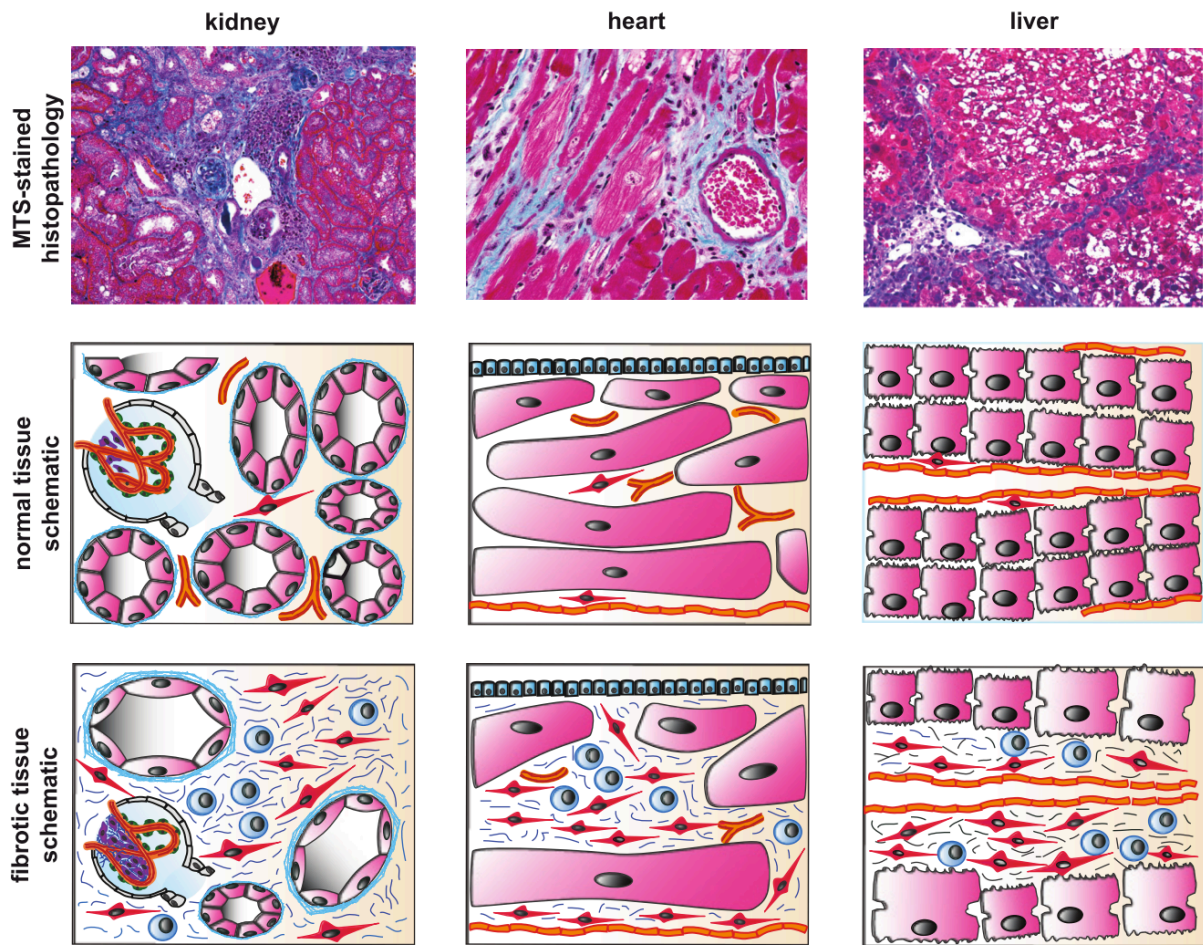 kidney
heart
liver
MTS-stained
histopathology
normal tissue
schematic
fibrotic tissue
schematic